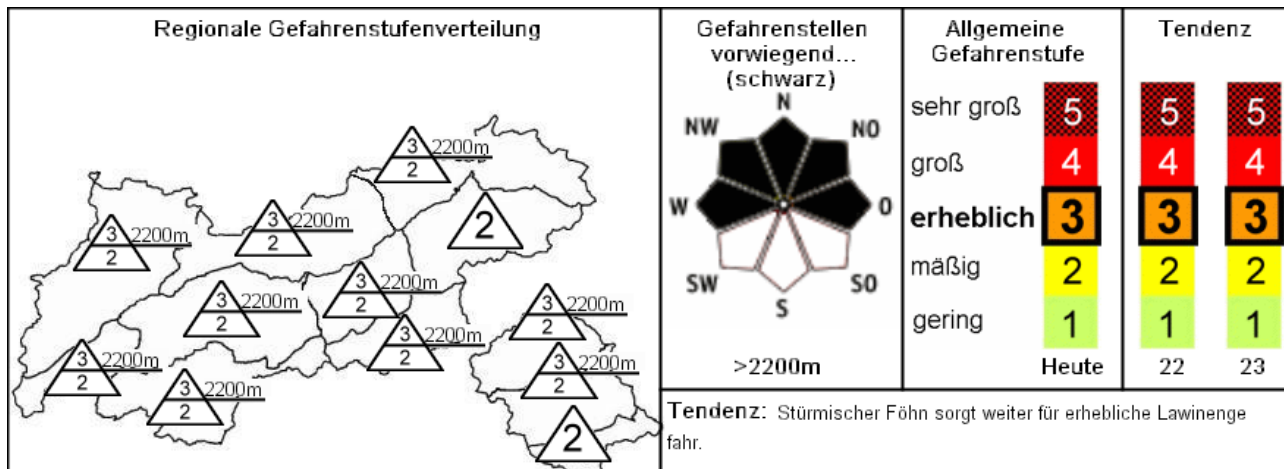 Regionale Gefahrenstufenverteilung
3 2200m
2
2
3 2200m
2
3 2200m
2
3 2200m
2
3 2200m
2
3 2200m
2
3 2200m
2
3 2200m
2
3 2200m
2
3 2200m
2
2
Gefahrenstellen
vorwiegend...
(schwarz)
N
NW NO
W O
SW SO
S
>2200m
Allgemeine
Gefahrenstufe
Tendenz
sehr groß 5 5 5
groß 4 4 4
erheblich 3 3 3
mäßig 2 2 2
gering 1 1 1
Heute 22 23
Tendenz: Stürmischer Föhn sorgt weiter für erhebliche Lawinenge
fahr.